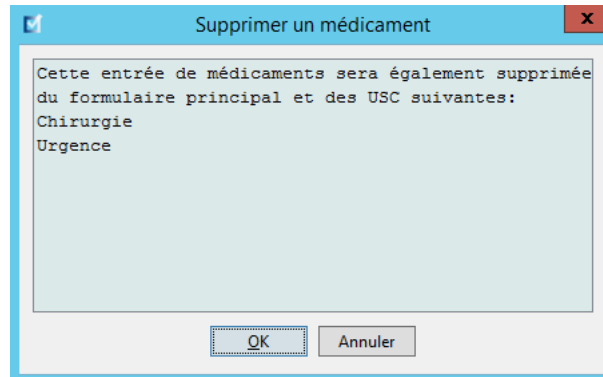 Supprimer un médicament
x
Cette entrée de médicaments sera également supprimée
du formulaire principal et des USC suivantes:
Chirurgie
Urgence
OK
Annuler